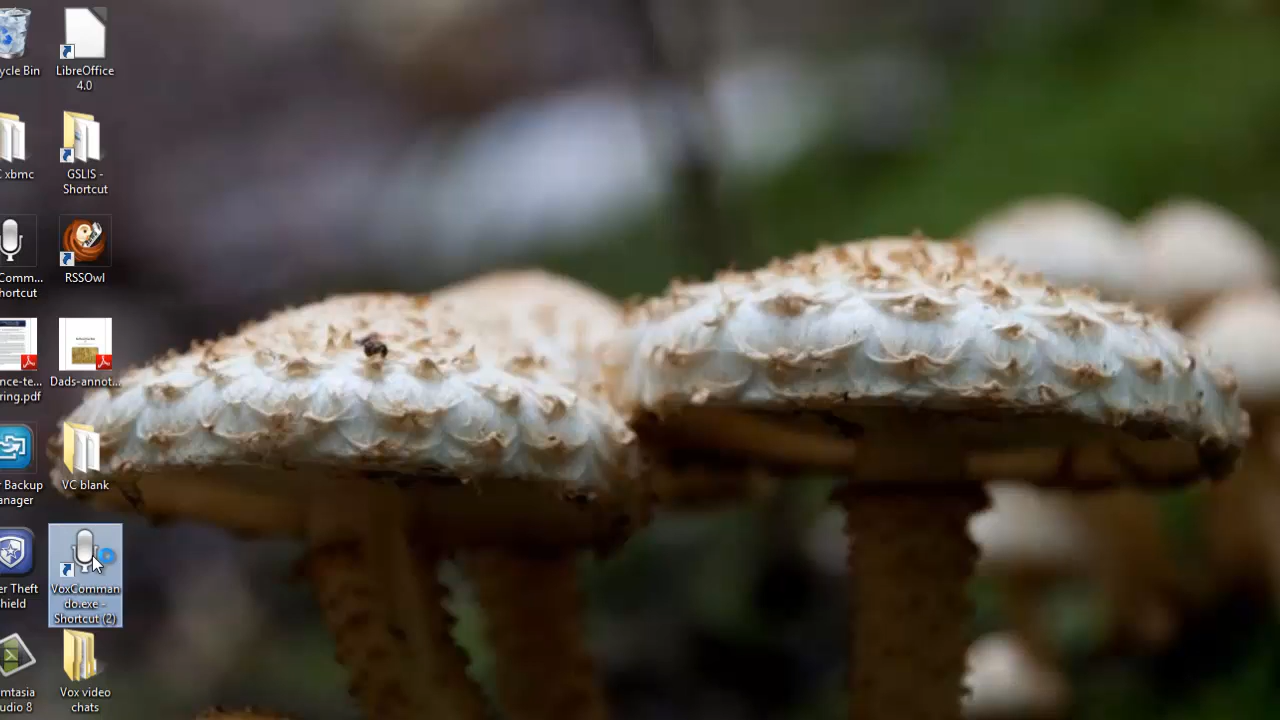 ycle Bin
LibreOffice
4.0
xbmc
GSLIS -
Shortcut
Comm...
hortcut
RSSOwl
nce-te...
ring.pdf
Dads-annot...
r Backup
anager
VC blank
er Theft
hield
VoxComman
do.exe -
Shortcut (2)
mtasia
udio 8
Vox video
chats